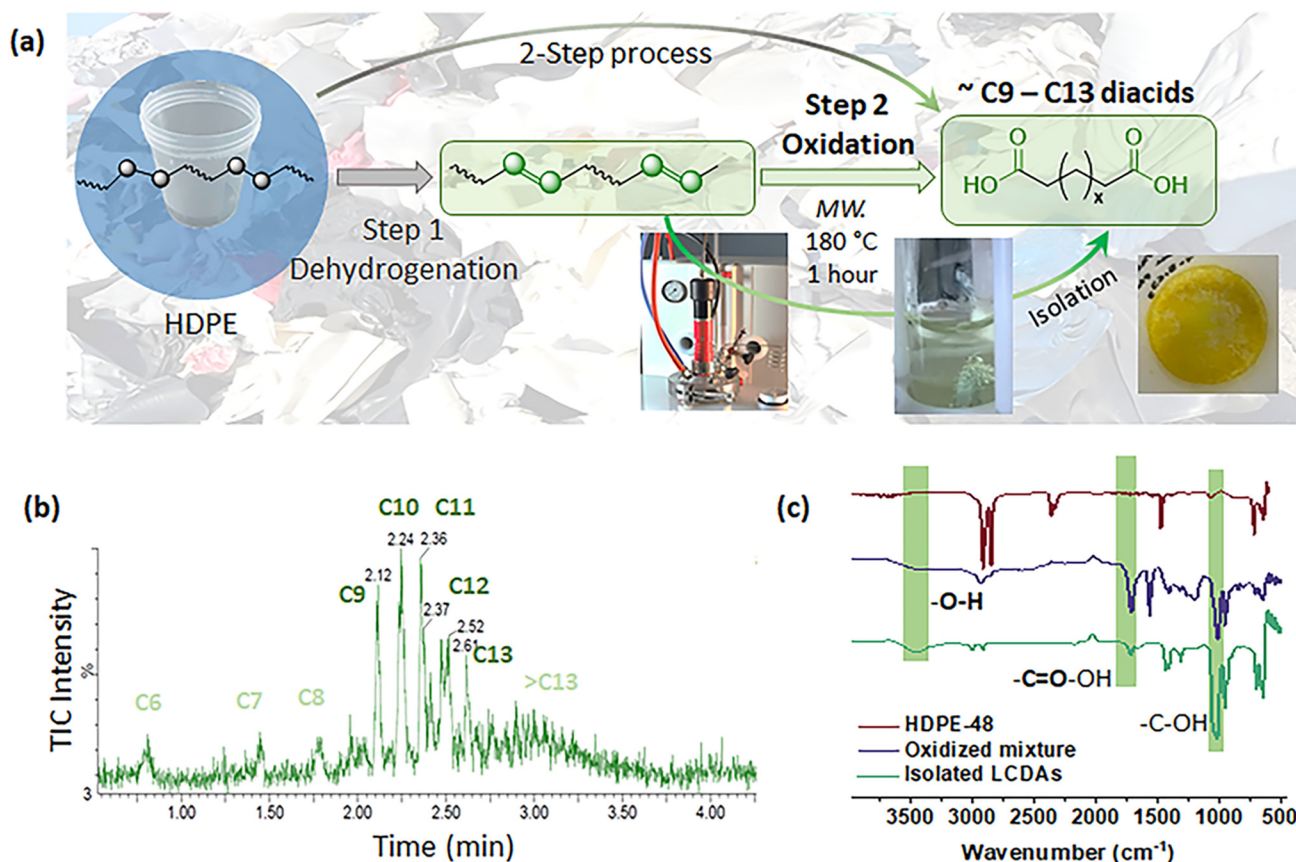 (a)
2-Step process
~ C9 – C13 diacids
Step 2
Oxidation
O
O
HO
OH
x
MW.
180 °C
1 hour
Step 1
Dehydrogenation
HDPE
Isolation
(b)
C10
C11
2.24
2.36
C9
2.12
2.37
C12
2.52
2.61
C13
C6
C7
C8
>C13
TIC Intensity
%
3
1.00
1.50
2.00
2.50
3.00
3.50
4.00
Time (min)
(c)
-O-H
-C=O-OH
-C-OH
HDPE-48
Oxidized mixture
Isolated LCDAs
3500
3000
2500
2000
1500
1000
500
Wavenumber (cm⁻¹)